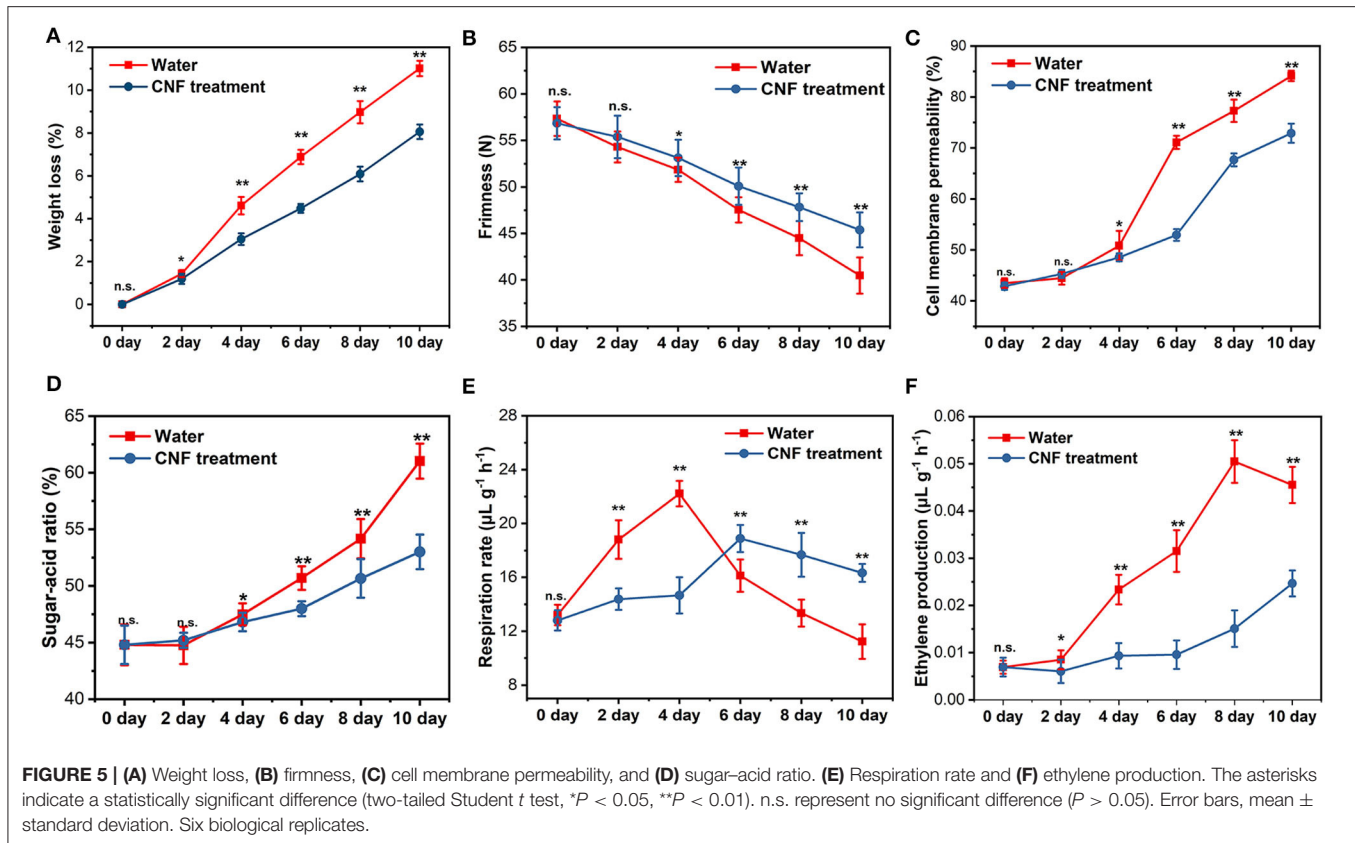 A
Water
CNF treatment
Weight loss (%)
12
10
8
6
4
2
0
n.s.
*
**
**
**
**
0 day 2 day 4 day 6 day 8 day 10 day
B
Water
CNF treatment
Frimness (N)
65
60
55
50
45
40
35
n.s.
n.s.
*
**
**
**
0 day 2 day 4 day 6 day 8 day 10 day
C
Water
CNF treatment
Cell membrane permeability (%)
90
80
70
60
50
40
n.s.
n.s.
*
**
**
**
0 day 2 day 4 day 6 day 8 day 10 day
D
Water
CNF treatment
Sugar-acid ratio (%)
65
60
55
50
45
40
n.s.
n.s.
*
**
**
**
0 day 2 day 4 day 6 day 8 day 10 day
E
Water
CNF treatment
Respiration rate (µL g⁻¹ h⁻¹)
28
24
20
16
12
8
n.s.
**
**
**
**
**
0 day 2 day 4 day 6 day 8 day 10 day
F
Water
CNF treatment
Ethylene production (µL g⁻¹ h⁻¹)
0.06
0.05
0.04
0.03
0.02
0.01
0.00
n.s.
*
**
**
**
**
0 day 2 day 4 day 6 day 8 day 10 day
FIGURE 5 | (A) Weight loss, (B) firmness, (C) cell membrane permeability, and (D) sugar–acid ratio. (E) Respiration rate and (F) ethylene production. The asterisks
indicate a statistically significant difference (two-tailed Student t test, *P < 0.05, **P < 0.01). n.s. represent no significant difference (P > 0.05). Error bars, mean ±
standard deviation. Six biological replicates.